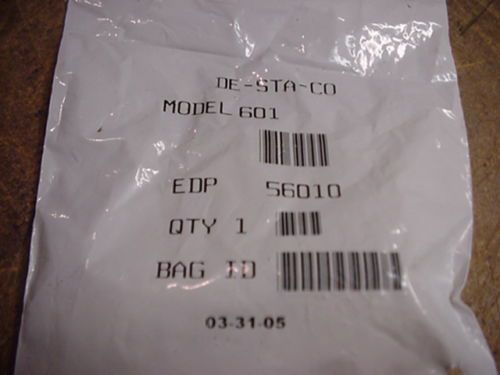 DE-STA-CO
MODEL 601
EDP 56010
QTY 1
BAG ID
03-31-05